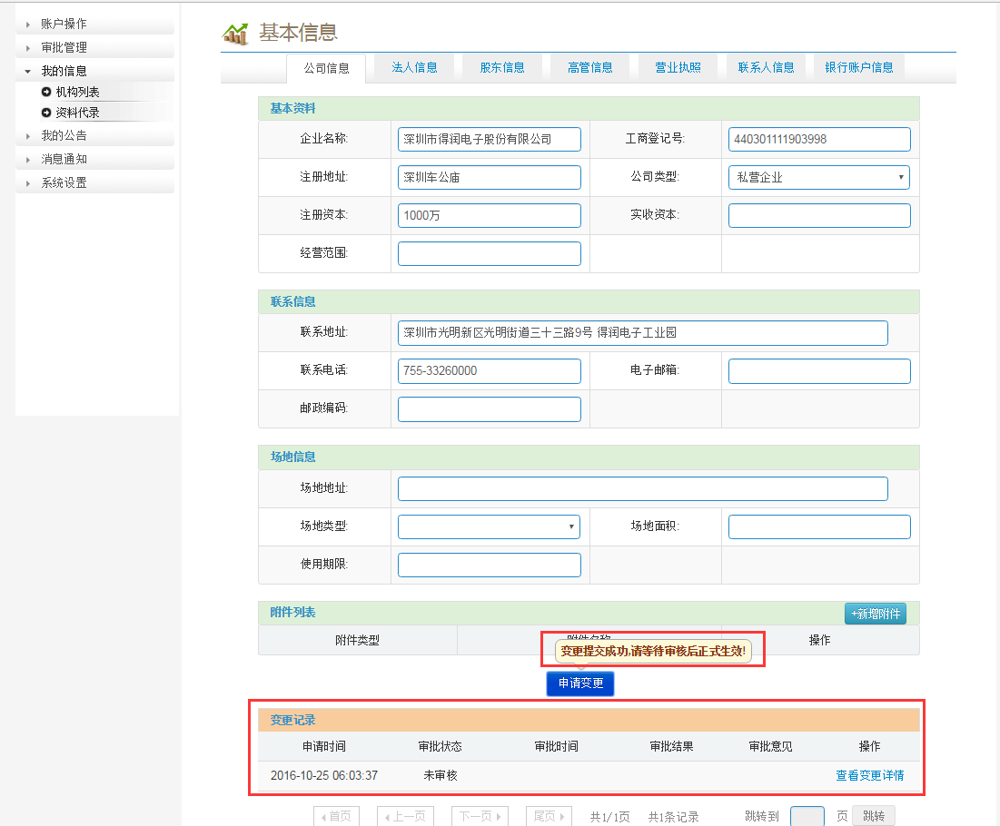 账户操作
审批管理
我的信息
机构列表
资料代录
我的公告
消息通知
系统设置
基本信息
公司信息 法人信息 股东信息 高管信息 营业执照 联系人信息 银行账户信息
基本资料
企业名称: 深圳市得润电子股份有限公司 工商登记号: 440301111903998
注册地址: 深圳车公庙 公司类型: 私营企业
注册资本: 1000万 实收资本:
经营范围:
联系信息
联系地址: 深圳市光明新区光明街道三十三路9号 得润电子工业园
联系电话: 755-33260000 电子邮箱:
邮政编码:
场地信息
场地地址:
场地类型: 场地面积:
使用期限:
附件列表 +新增附件
附件类型 附件名称 操作
变更提交成功,请等待审核后正式生效!
申请变更
变更记录
申请时间 审批状态 审批时间 审批结果 审批意见 操作
2016-10-25 06:03:37 未审核 查看变更详情
首页 上一页 下一页 尾页 共1/1页 共1条记录 跳转到 页 跳转